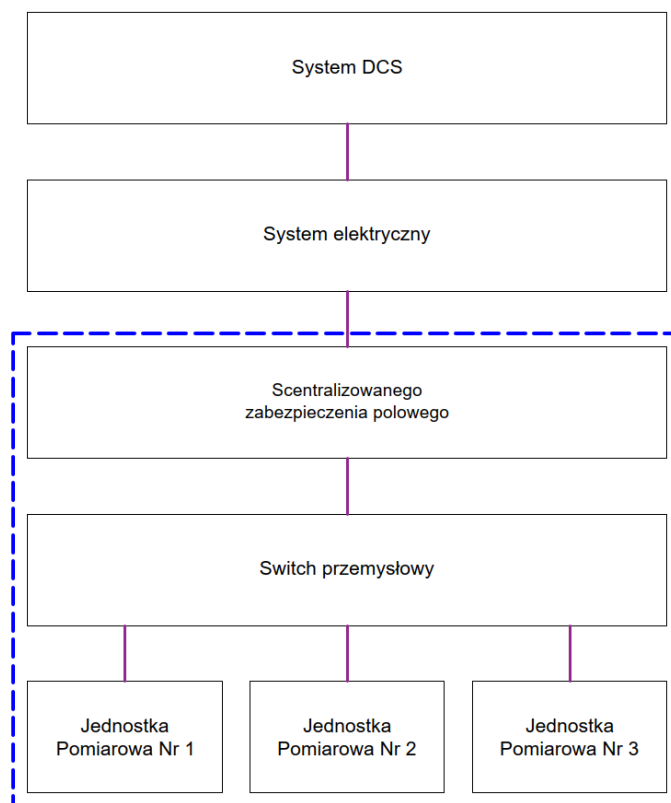 System DCS
System elektryczny
Scentralizowanego
zabezpieczenia polowego
Switch przemysłowy
Jednostka
Pomiarowa Nr 1
Jednostka
Pomiarowa Nr 2
Jednostka
Pomiarowa Nr 3